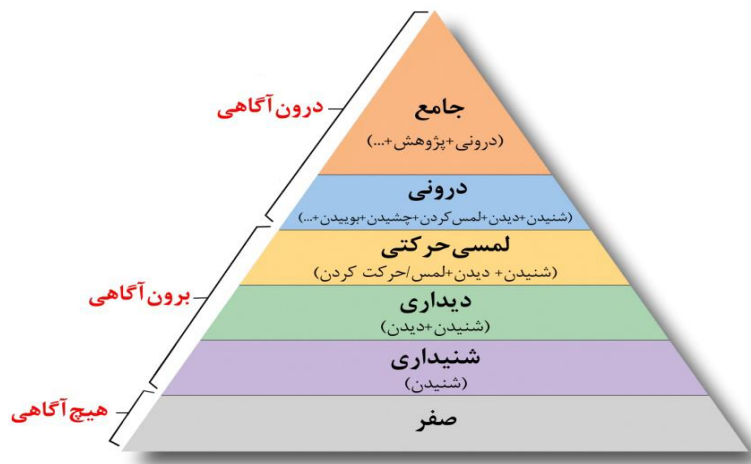 جامع
(درونی+پژوهش+...)
درون‌آگاهی
درونی
(شنیدن+دیدن+لمس‌کردن+چشیدن+بوییدن+...)
لمسی‌حرکتی
(شنیدن+ دیدن+لمس/حرکت کردن)
برون‌آگاهی
دیداری
(شنیدن+دیدن)
شنیداری
(شنیدن)
هیچ‌آگاهی
صفر